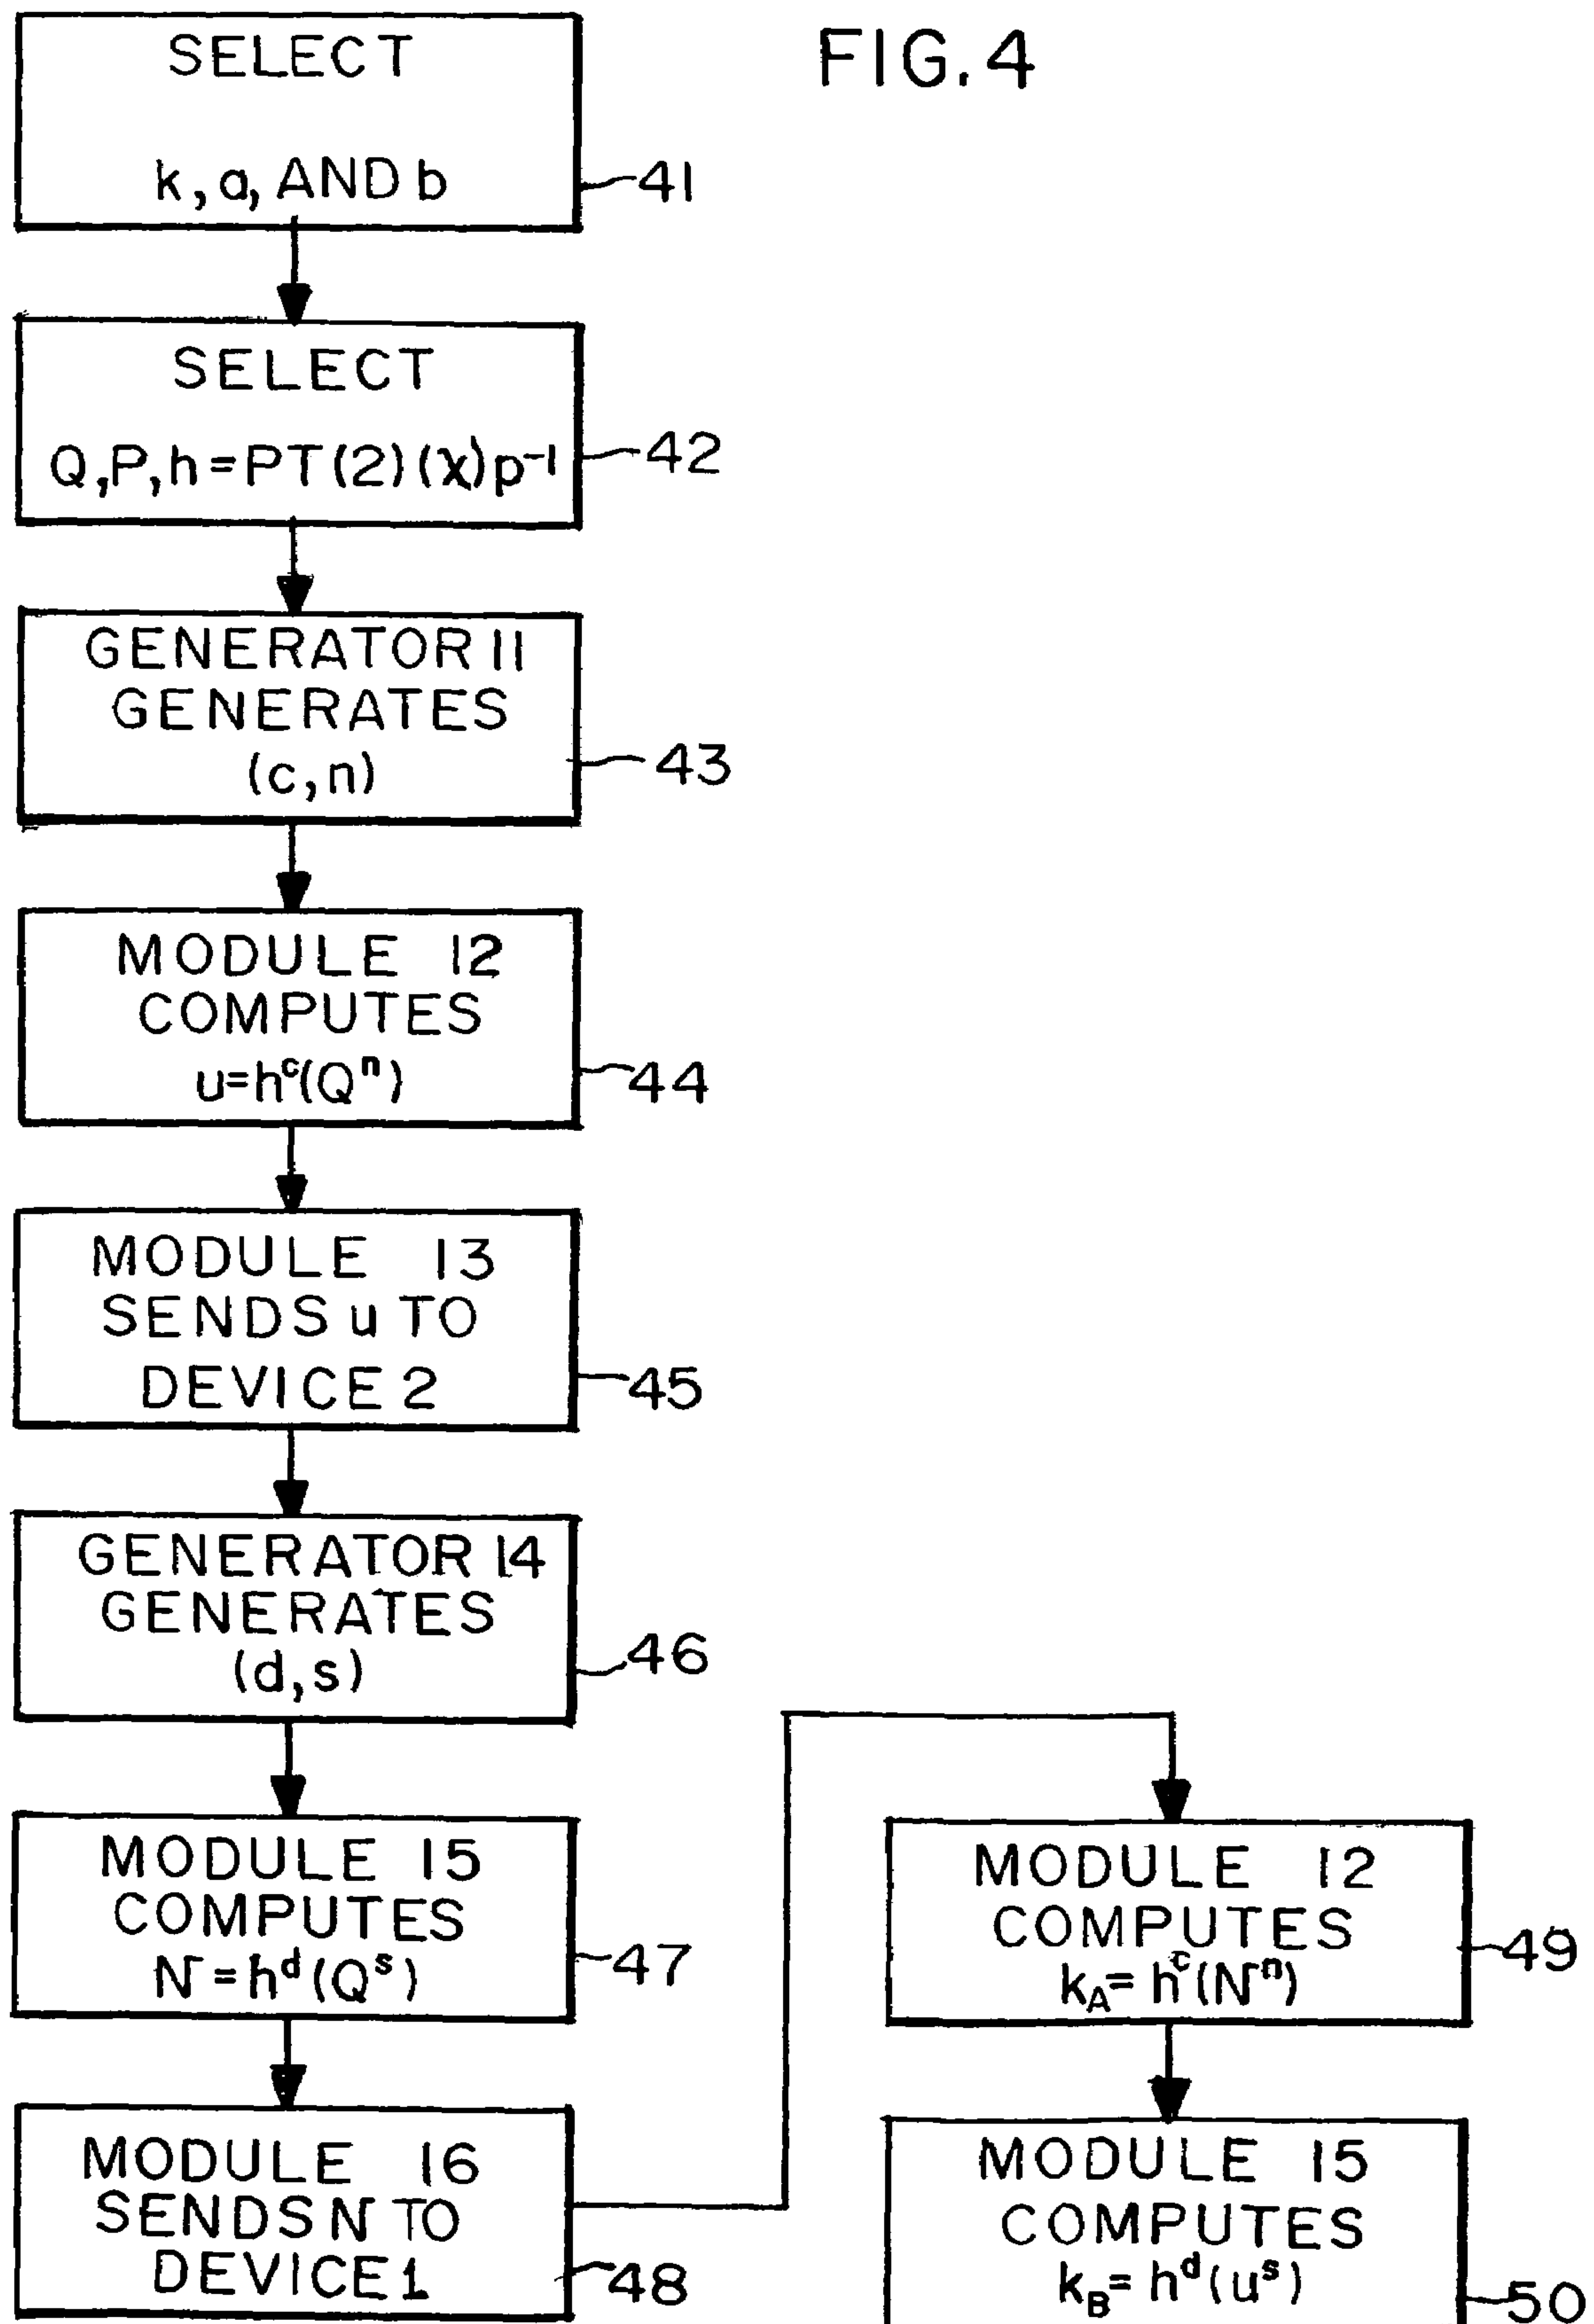 FIG. 4
SELECT
k, a, AND b
41
SELECT
Q, P, h = PT(2)(χ)p⁻¹
42
GENERATOR 11
GENERATES
(c, n)
43
MODULE 12
COMPUTES
u=hᶜ(Qⁿ)
44
MODULE 13
SENDS u TO
DEVICE 2
45
GENERATOR 14
GENERATES
(d, s)
46
MODULE 15
COMPUTES
N = hᵈ(Qˢ)
47
MODULE 16
SENDS N TO
DEVICE 1
48
MODULE 12
COMPUTES
k_A = hᶜ(Nⁿ)
49
MODULE 15
COMPUTES
k_B = hᵈ(uˢ)
50